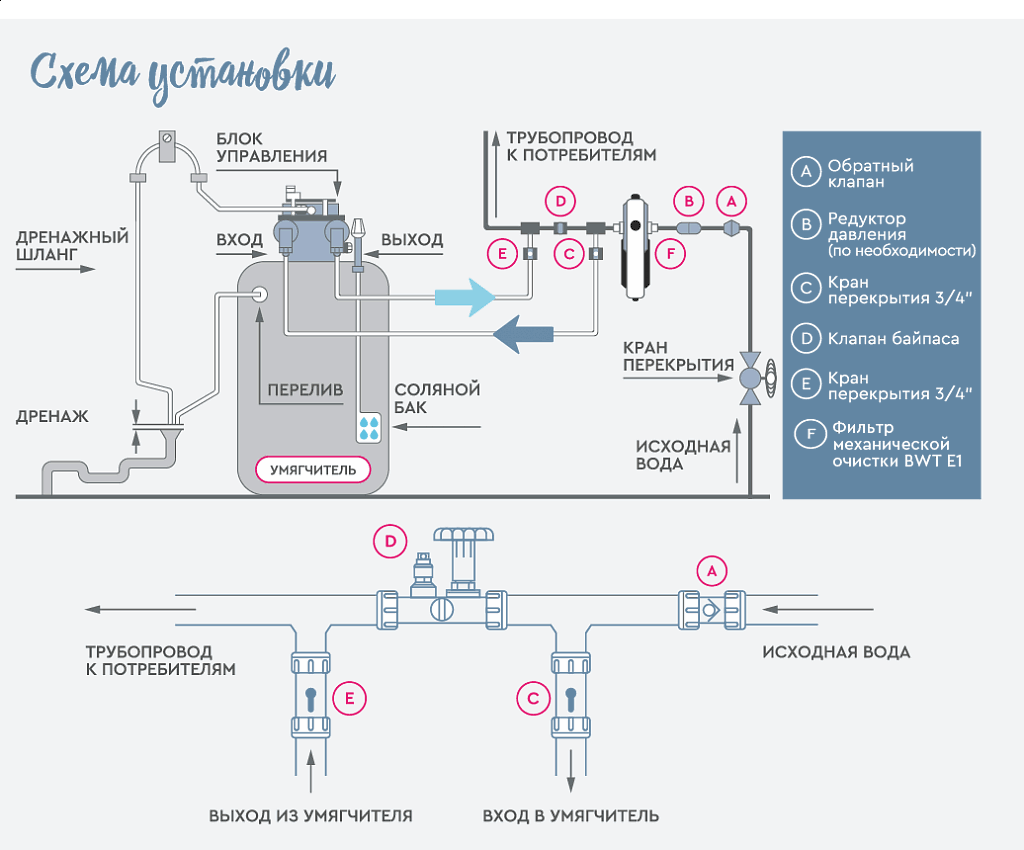 Схема установки
БЛОК
УПРАВЛЕНИЯ
ТРУБОПРОВОД
К ПОТРЕБИТЕЛЯМ
ДРЕНАЖНЫЙ
ШЛАНГ
ВХОД
ВЫХОД
D
B
A
E
C
F
ПЕРЕЛИВ
СОЛЯНОЙ
БАК
КРАН
ПЕРЕКРЫТИЯ
ДРЕНАЖ
ИСХОДНАЯ
ВОДА
УМЯГЧИТЕЛЬ
A Обратный
клапан
B Редуктор
давления
(по необходимости)
C Кран
перекрытия 3/4"
D Клапан байпаса
E Кран
перекрытия 3/4"
F Фильтр
механической
очистки BWT E1
D
A
ТРУБОПРОВОД
К ПОТРЕБИТЕЛЯМ
ИСХОДНАЯ ВОДА
E
C
ВЫХОД ИЗ УМЯГЧИТЕЛЯ
ВХОД В УМЯГЧИТЕЛЬ